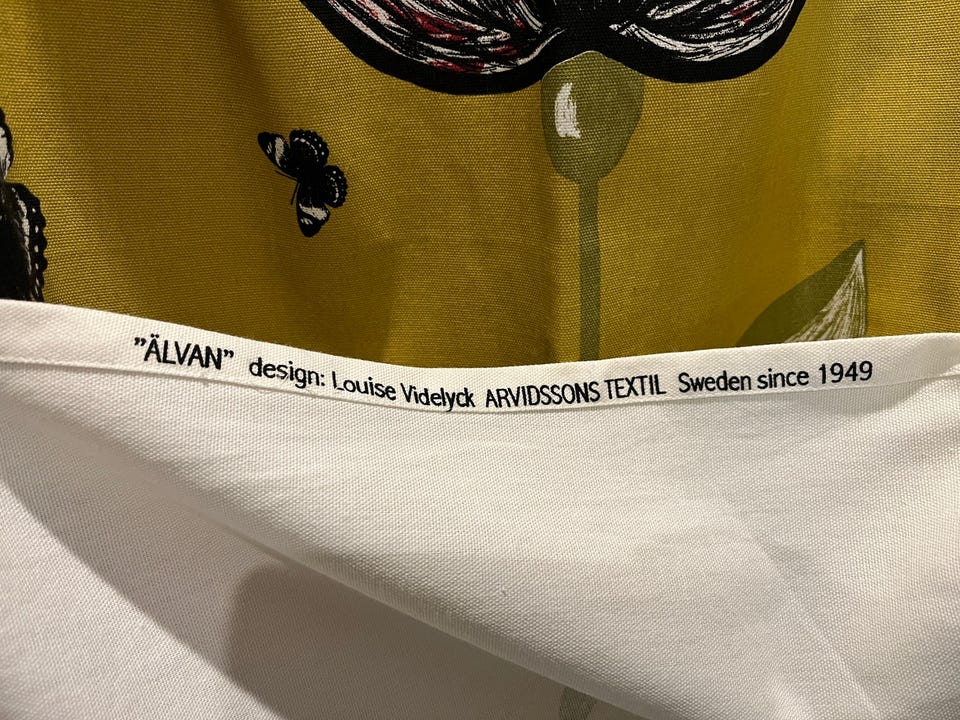 ”ÄLVAN” design: Louise Videlyck ARVIDSSONS TEXTIL Sweden since 1949